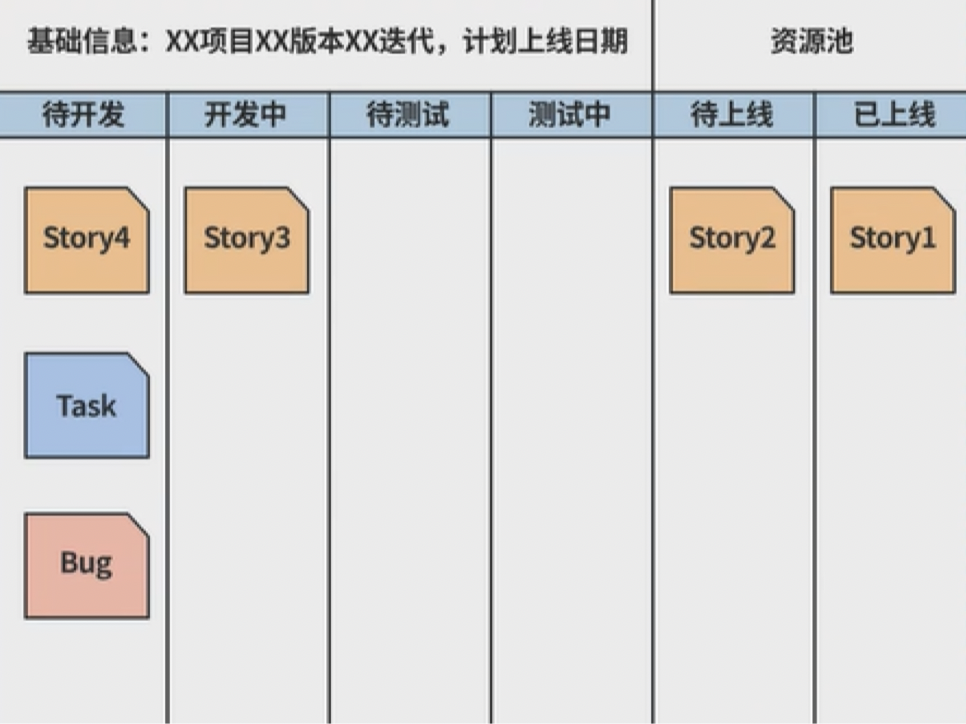 基础信息：XX项目XX版本XX迭代，计划上线日期 资源池
待开发 开发中 待测试 测试中 待上线 已上线
Story4 Story3 Story2 Story1
Task
Bug